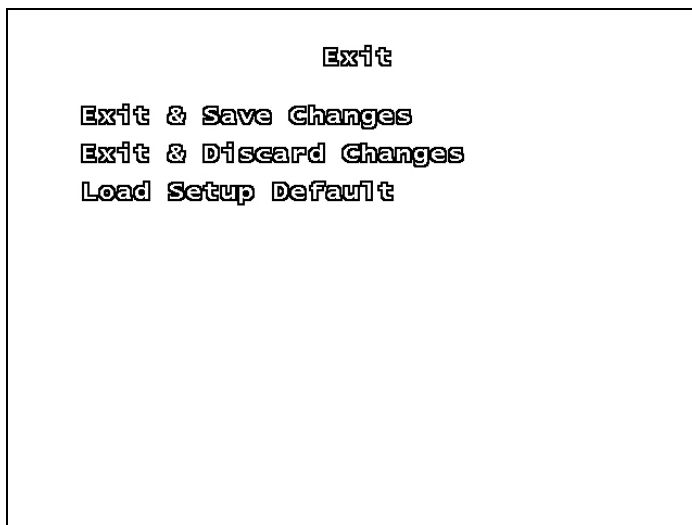 Exit
Exit & Save Changes
Exit & Discard Changes
Load Setup Default